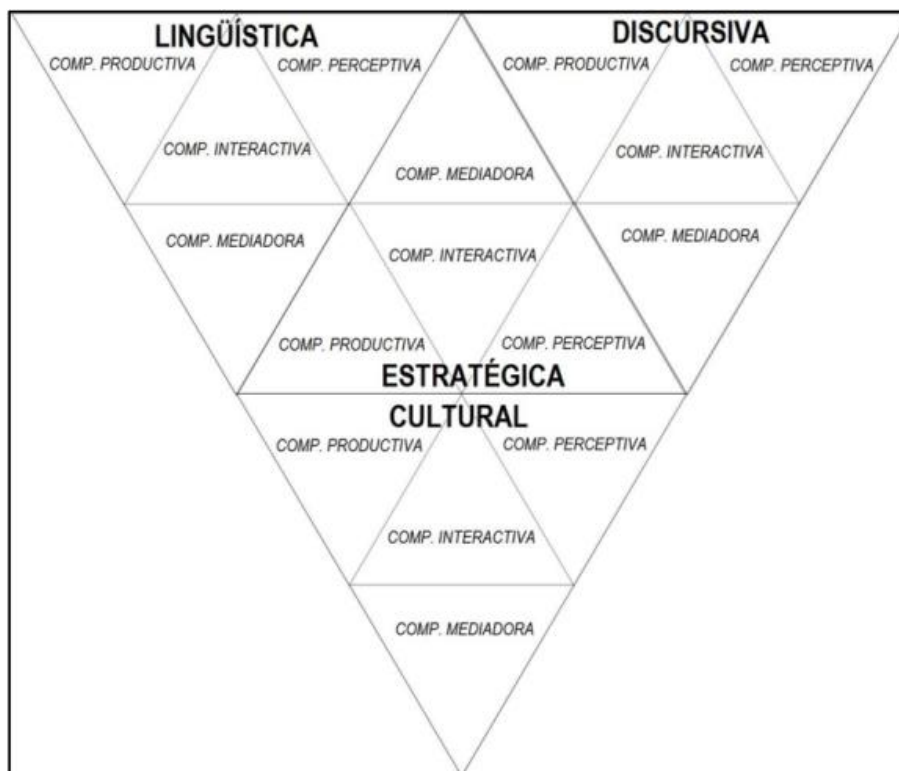 LINGÜÍSTICA
DISCURSIVA
COMP. PRODUCTIVA
COMP. PERCEPTIVA
COMP. PRODUCTIVA
COMP. PERCEPTIVA
COMP. INTERACTIVA
COMP. INTERACTIVA
COMP. MEDIADORA
COMP. MEDIADORA
COMP. INTERACTIVA
COMP. MEDIADORA
COMP. PRODUCTIVA
COMP. PERCEPTIVA
ESTRATÉGICA
CULTURAL
COMP. PRODUCTIVA
COMP. PERCEPTIVA
COMP. INTERACTIVA
COMP. MEDIADORA